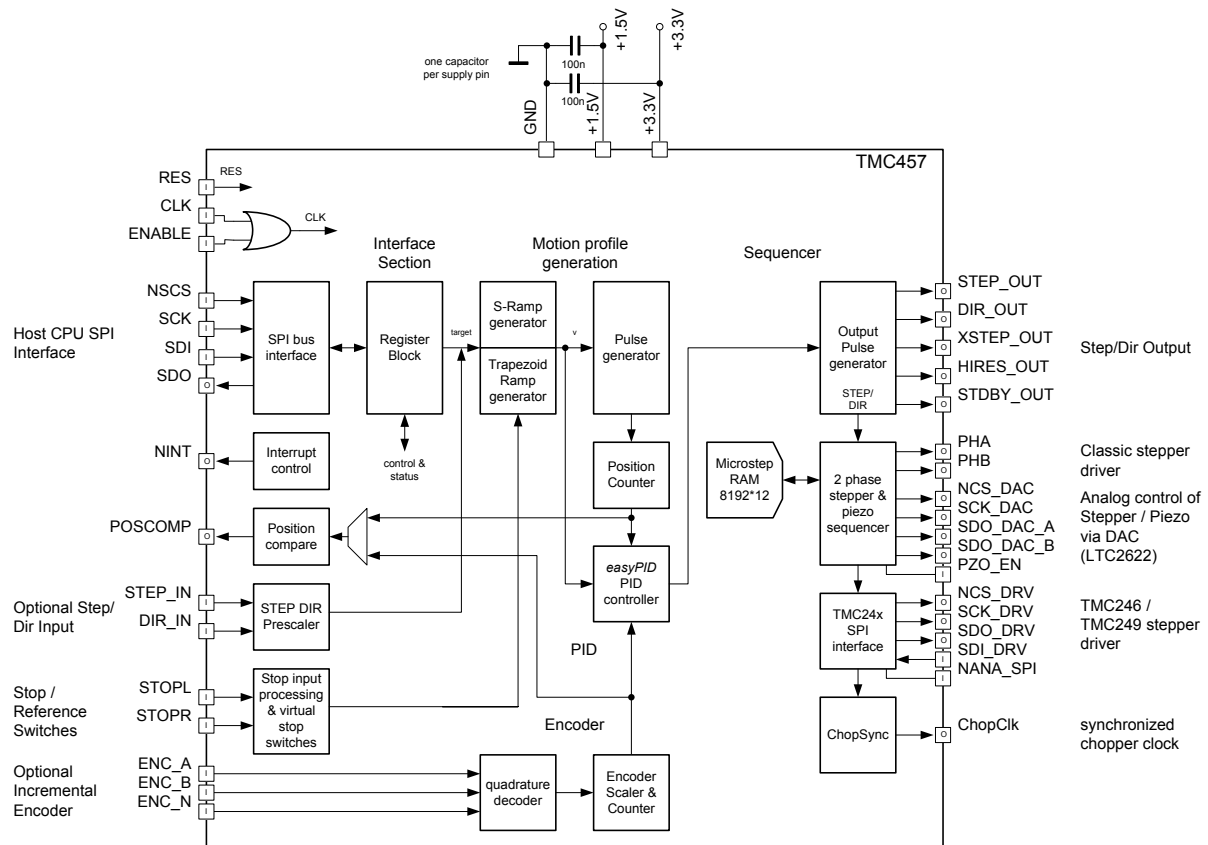 +1.5V
+3.3V
one capacitor
per supply pin
100n
100n
GND
+1.5V
+3.3V
TMC457
RES
RES
CLK
ENABLE
CLK
Interface
Section
Motion profile
generation
Sequencer
Host CPU SPI
Interface
NSCS
SCK
SDI
SDO
SPI bus
interface
Register
Block
target
S-Ramp
generator
Trapezoid
Ramp
generator
v
Pulse
generator
Output
Pulse
generator
STEP/
DIR
STEP_OUT
DIR_OUT
XSTEP_OUT
HIRES_OUT
STDBY_OUT
Step/Dir Output
NINT
Interrupt
control
control &
status
Position
Counter
Microstep
RAM
8192*12
2 phase
stepper &
piezo
sequencer
PHA
PHB
Classic stepper
driver
NCS_DAC
SCK_DAC
SDO_DAC_A
SDO_DAC_B
PZO_EN
Analog control of
Stepper / Piezo
via DAC
(LTC2622)
POSCOMP
Position
compare
easyPID
PID
controller
Optional Step/
Dir Input
STEP_IN
DIR_IN
STEP DIR
Prescaler
PID
TMC24x
SPI
interface
NCS_DRV
SCK_DRV
SDO_DRV
SDI_DRV
NANA_SPI
TMC246 /
TMC249 stepper
driver
Stop /
Reference
Switches
STOPL
STOPR
Stop input
processing
& virtual
stop
switches
Encoder
ChopSync
ChopClk
synchronized
chopper clock
Optional
Incremental
Encoder
ENC_A
ENC_B
ENC_N
quadrature
decoder
Encoder
Scaler &
Counter
I
I
I
I
I
I
O
O
O
I
I
I
I
I
I
I
O
O
O
O
O
O
O
O
O
O
O
I
O
O
O
I
I
O